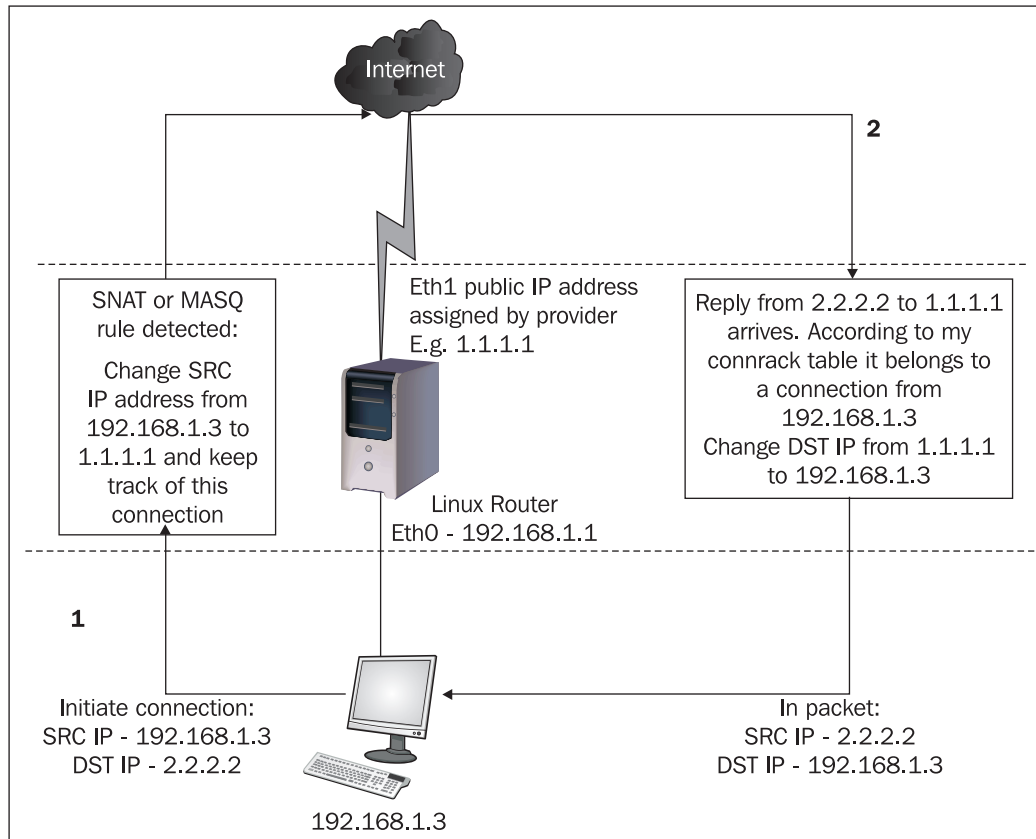 Internet
2
SNAT or MASQ
rule detected:
Change SRC
IP address from
192.168.1.3 to
1.1.1.1 and keep
track of this
connection
Eth1 public IP address
assigned by provider
E.g. 1.1.1.1
Linux Router
Eth0 - 192.168.1.1
Reply from 2.2.2.2 to 1.1.1.1
arrives. According to my
connrack table it belongs to
a connection from
192.168.1.3
Change DST IP from 1.1.1.1
to 192.168.1.3
1
Initiate connection:
SRC IP - 192.168.1.3
DST IP - 2.2.2.2
192.168.1.3
In packet:
SRC IP - 2.2.2.2
DST IP - 192.168.1.3